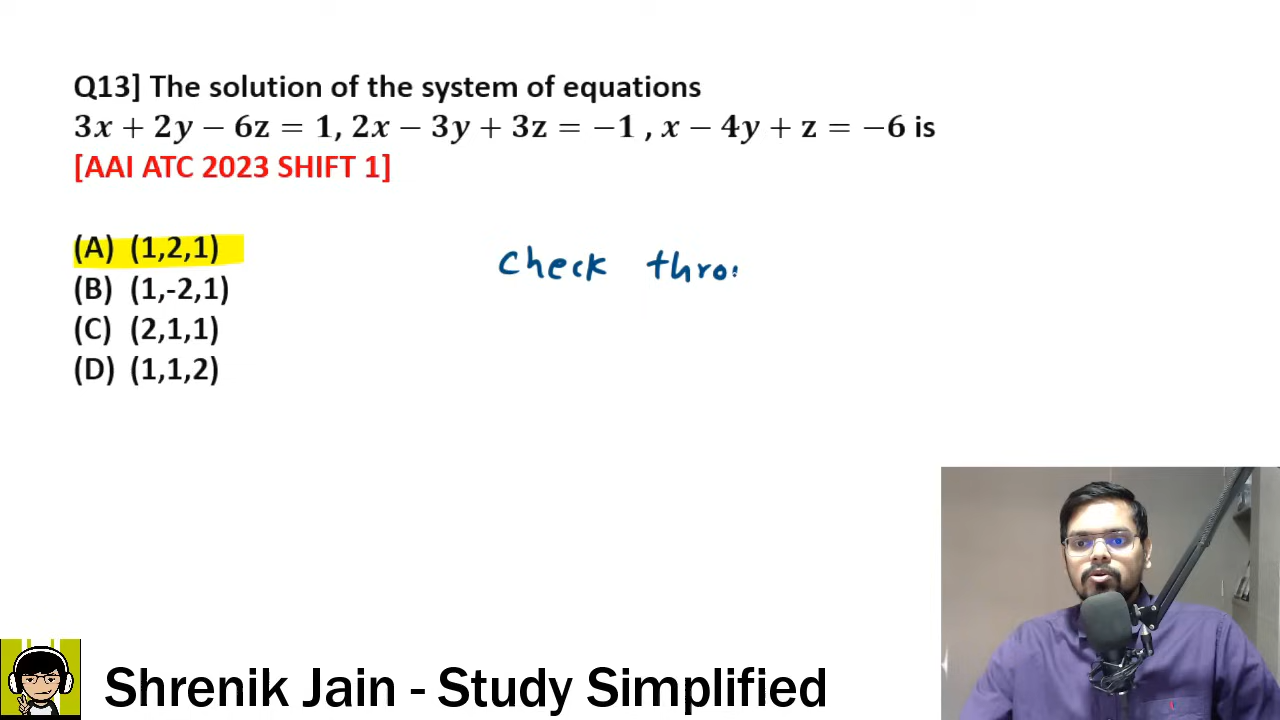 Q13] The solution of the system of equations
3x + 2y − 6z = 1, 2x − 3y + 3z = −1 , x − 4y + z = −6 is
[AAI ATC 2023 SHIFT 1]
(A) (1,2,1)
check
(B) (1,-2,1)
(C) (2,1,1)
(D) (1,1,2)
Shrenik Jain - Study Simplified